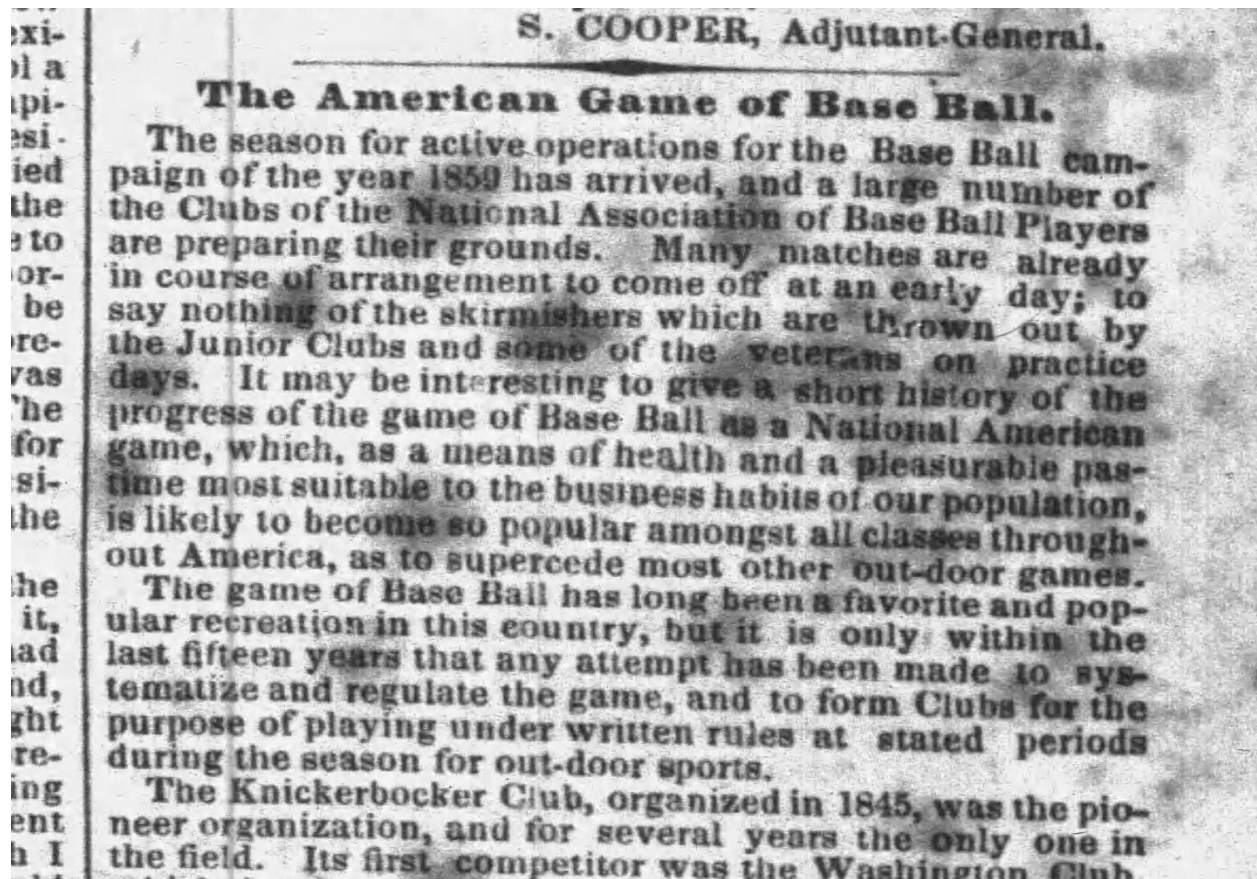 S. COOPER, Adjutant-General.
The American Game of Base Ball.
The season for active operations for the Base Ball cam-
paign of the year 1859 has arrived, and a large number of
the Clubs of the National Association of Base Ball Players
are preparing their grounds. Many matches are already
in course of arrangement to come off at an early day; to
say nothing of the skirmishers which are thrown out by
the Junior Clubs and some of the veterans on practice
days. It may be interesting to give a short history of the
progress of the game of Base Ball as a National American
game, which, as a means of health and a pleasurable pas-
time most suitable to the business habits of our population,
is likely to become so popular amongst all classes through-
out America, as to supercede most other out-door games.
The game of Base Ball has long been a favorite and pop-
ular recreation in this country, but it is only within the
last fifteen years that any attempt has been made to sys-
tematize and regulate the game, and to form Clubs for the
purpose of playing under written rules at stated periods
during the season for out-door sports.
The Knickerbocker Club, organized in 1845, was the pio-
neer organization, and for several years the only one in
the field. Its first competitor was the Washington Club,